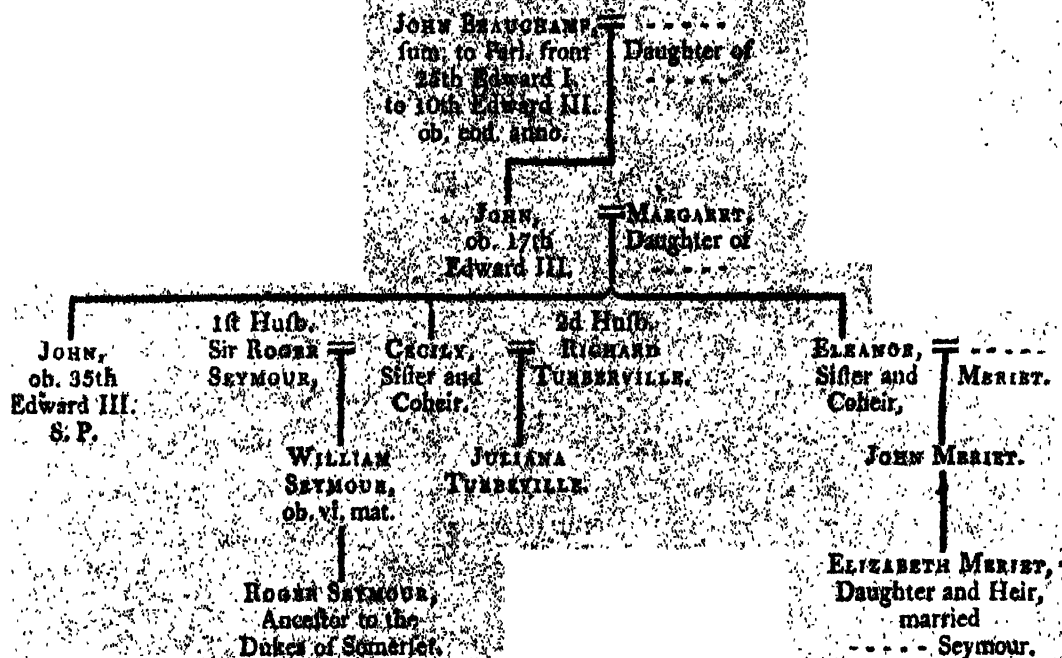 JOHN BEAUCHAMP,
ſum. to Parl. from
25th Edward I.
to 10th Edward III.
ob. eod. anno.
- - - - -
Daughter of
- - - - -
JOHN,
ob. 17th
Edward III.
MARGARET,
Daughter of
- - - - -
JOHN,
ob. 35th
Edward III.
S. P.
1ſt Huſb.
Sir ROGER
SEYMOUR,
CECILY,
Siſter and
Coheir.
2d Huſb.
RICHARD
TURBERVILLE.
ELEANOR,
Siſter and
Coheir,
- - - - -
MERIET.
WILLIAM
SEYMOUR,
ob. vi. mat.
JULIANA
TURBEVILLE.
JOHN MERIET.
ROGER SEYMOUR,
Anceſtor to the
Dukes of Somerſet.
ELIZABETH MERIET,
Daughter and Heir,
married
- - - - - Seymour.